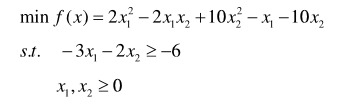 min f(x) = 2x₁² − 2x₁x₂ + 10x₂² − x₁ − 10x₂
s.t. −3x₁ − 2x₂ ≥ −6
x₁, x₂ ≥ 0